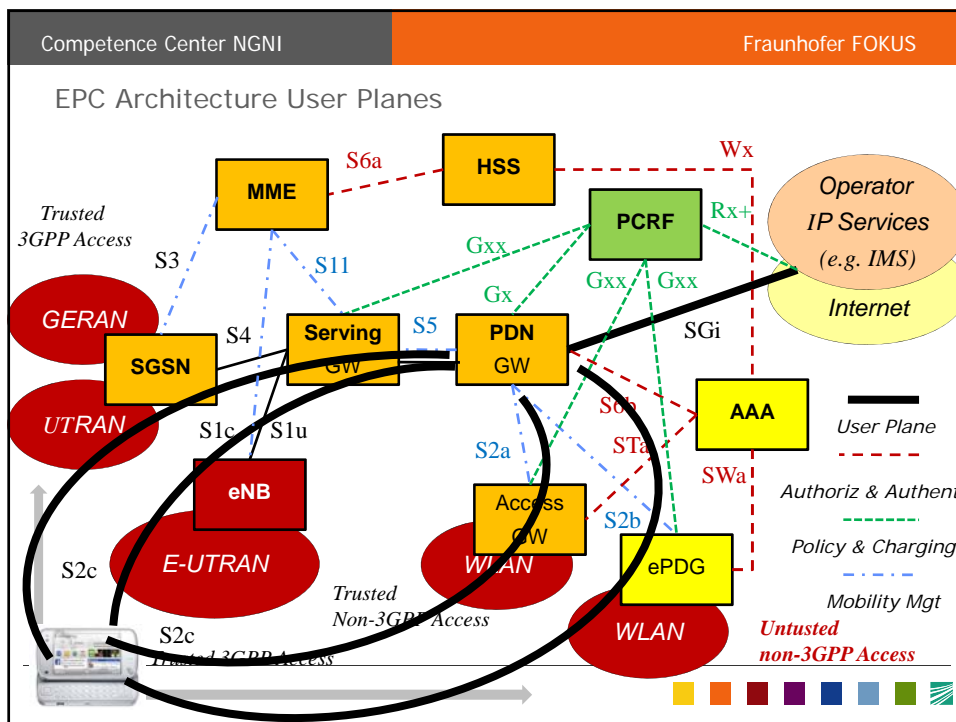 Competence Center NGNI
Fraunhofer FOKUS
EPC Architecture User Planes
Wx
S6a
HSS
MME
Operator
IP Services
(e.g. IMS)
Trusted
3GPP Access
PCRF
Rx+
S3
Gxx
S11
Gxx
Gxx
Gx
Internet
GERAN
S4
Serving
GW
S5
PDN
GW
SGi
SGSN
UTRAN
S6b
AAA
User Plane
S1c
S1u
S2a
STa
SWa
Authoriz & Authent
eNB
Access
GW
S2b
Policy & Charging
S2c
E-UTRAN
WLAN
ePDG
Mobility Mgt
Trusted
Non-3GPP Access
S2c
Trusted 3GPP Access
WLAN
Untusted
non-3GPP Access